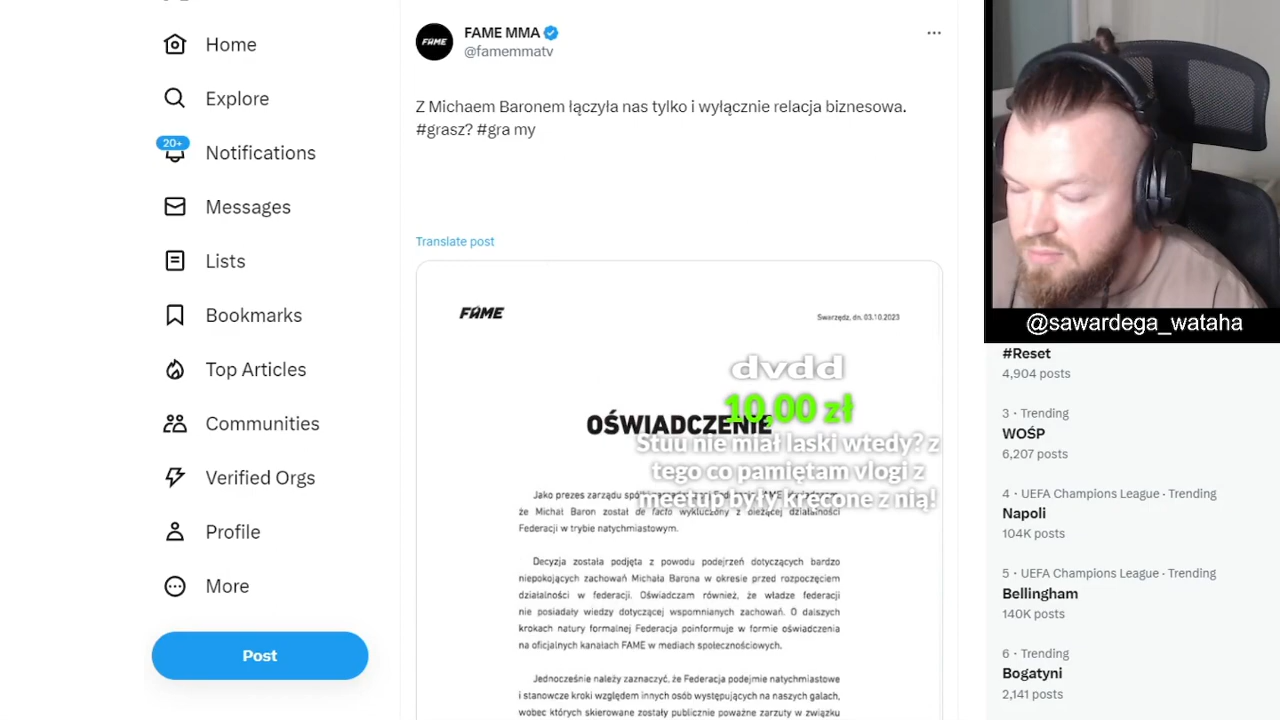 Home
Explore
20+
Notifications
Messages
Lists
Bookmarks
Top Articles
Communities
Verified Orgs
Profile
More
Post
FAME
FAME MMA
@famemmatv
Z Michaem Baronem łączyła nas tylko i wyłącznie relacja biznesowa.
#grasz? #gra my
Translate post
FAME
Swarzędz, dn. 03.10.2023
OŚWIADCZENIE
dvdd
10,00 zł
Stuu nie miał laski wtedy? z
tego co pamiętam vlogi z
meetup były kręcone z nią!
Jako prezes zarządu
że Michał Baron został de facto wykluczony z bieżącej działalności
Federacji w trybie natychmiastowym.
Decyzja została podjęta z powodu podejrzeń dotyczących bardzo
niepokojących zachowań Michała Barona w okresie przed rozpoczęciem
działalności w federacji. Oświadczam również, że władze federacji
nie posiadały wiedzy dotyczącej wspomnianych zachowań. O dalszych
krokach natury formalnej Federacja poinformuje w formie oświadczenia
na oficjalnych kanałach FAME w mediach społecznościowych.
Jednocześnie należy zaznaczyć, że Federacja podejmie natychmiastowe
i stanowcze kroki względem innych osób występujących na naszych galach,
wobec których skierowane zostały publicznie poważne zarzuty w związku
@sawardega_wataha
#Reset
4,904 posts
3 · Trending
WOŚP
6,207 posts
4 · UEFA Champions League · Trending
Napoli
104K posts
5 · UEFA Champions League · Trending
Bellingham
140K posts
6 · Trending
Bogatyni
2,141 posts